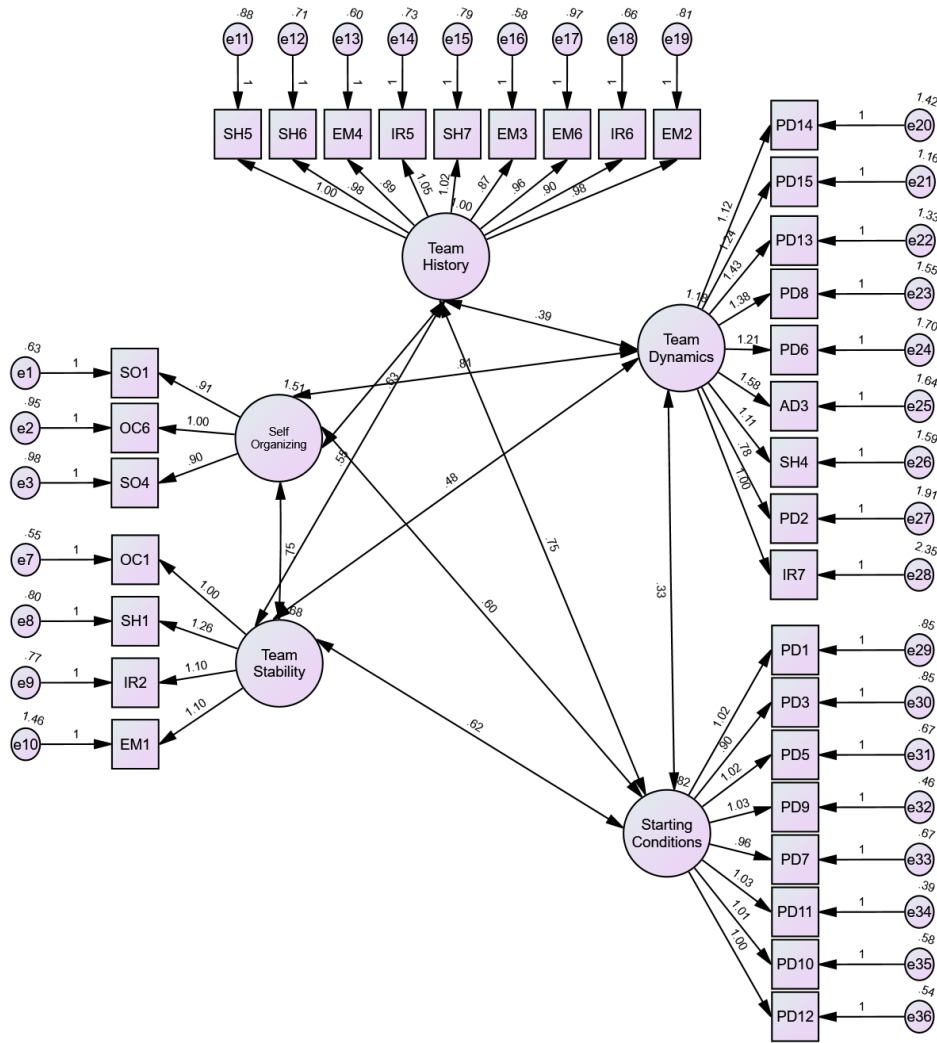 .88 .71 .60 .73 .79 .58 .97 .66 .81
e11 e12 e13 e14 e15 e16 e17 e18 e19
1 1 1 1 1 1 1 1 1
SH5 SH6 EM4 IR5 SH7 EM3 EM6 IR6 EM2
1.00 .98 .89 1.05 1.02 .87 .96 .90 .98
1.00
Team
History
1.42
PD14 1 e20
1.16
PD15 1 e21
1.33
PD13 1 e22
1.55
PD8 1 e23
1.70
PD6 1 e24
1.64
AD3 1 e25
1.59
SH4 1 e26
1.91
PD2 1 e27
2.35
IR7 1 e28
1.12
1.24
1.43
1.38
1.21
1.58
1.11
.78
1.00
Team
Dynamics
.39
.81
.63
.55
.48
.75
.75
.60
.33
.62
.63
e1 1 SO1 .91
.95
e2 1 OC6 1.00
.98
e3 1 SO4 .90
1.51
Self
Organizing
.55
e7 1 OC1 1.00
.80
e8 1 SH1 1.26
.77
e9 1 IR2 1.10
1.46
e10 1 EM1 1.10
.68
Team
Stability
.82
Starting
Conditions
.85
1.02 PD1 1 e29
.85
.90 PD3 1 e30
.67
1.02 PD5 1 e31
.46
1.03 PD9 1 e32
.67
.96 PD7 1 e33
.39
1.03 PD11 1 e34
.58
1.01 PD10 1 e35
.54
1.00 PD12 1 e36